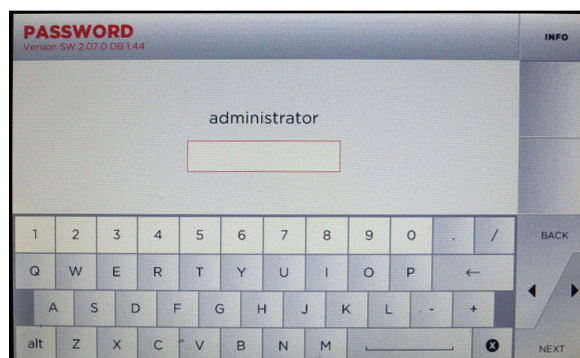 PASSWORD
Version SW 2.07.0 DB 1.44
INFO
administrator
1 2 3 4 5 6 7 8 9 0 . /
BACK
Q W E R T Y U I O P ←
A S D F G H J K L - +
alt Z X C V B N M
NEXT